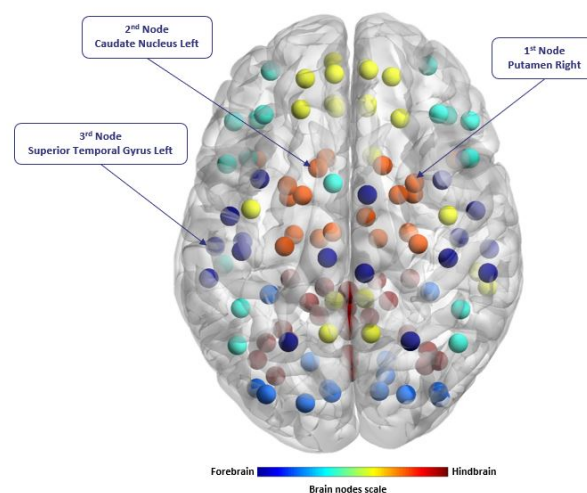 2nd Node
Caudate Nucleus Left
1st Node
Putamen Right
3rd Node
Superior Temporal Gyrus Left
Forebrain
Hindbrain
Brain nodes scale